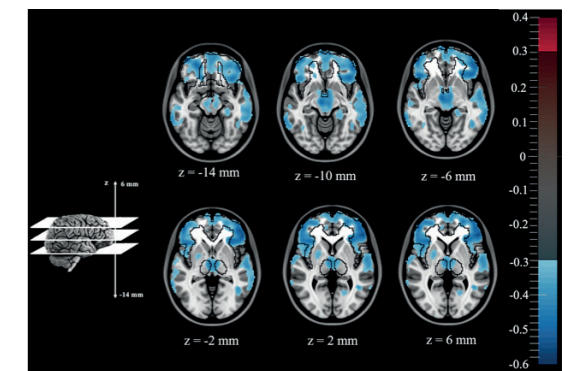 z = -14 mm
z = -10 mm
z = -6 mm
z
6 mm
-14 mm
z = -2 mm
z = 2 mm
z = 6 mm
0.4
0.3
0.2
0.1
0
-0.1
-0.2
-0.3
-0.4
-0.5
-0.6